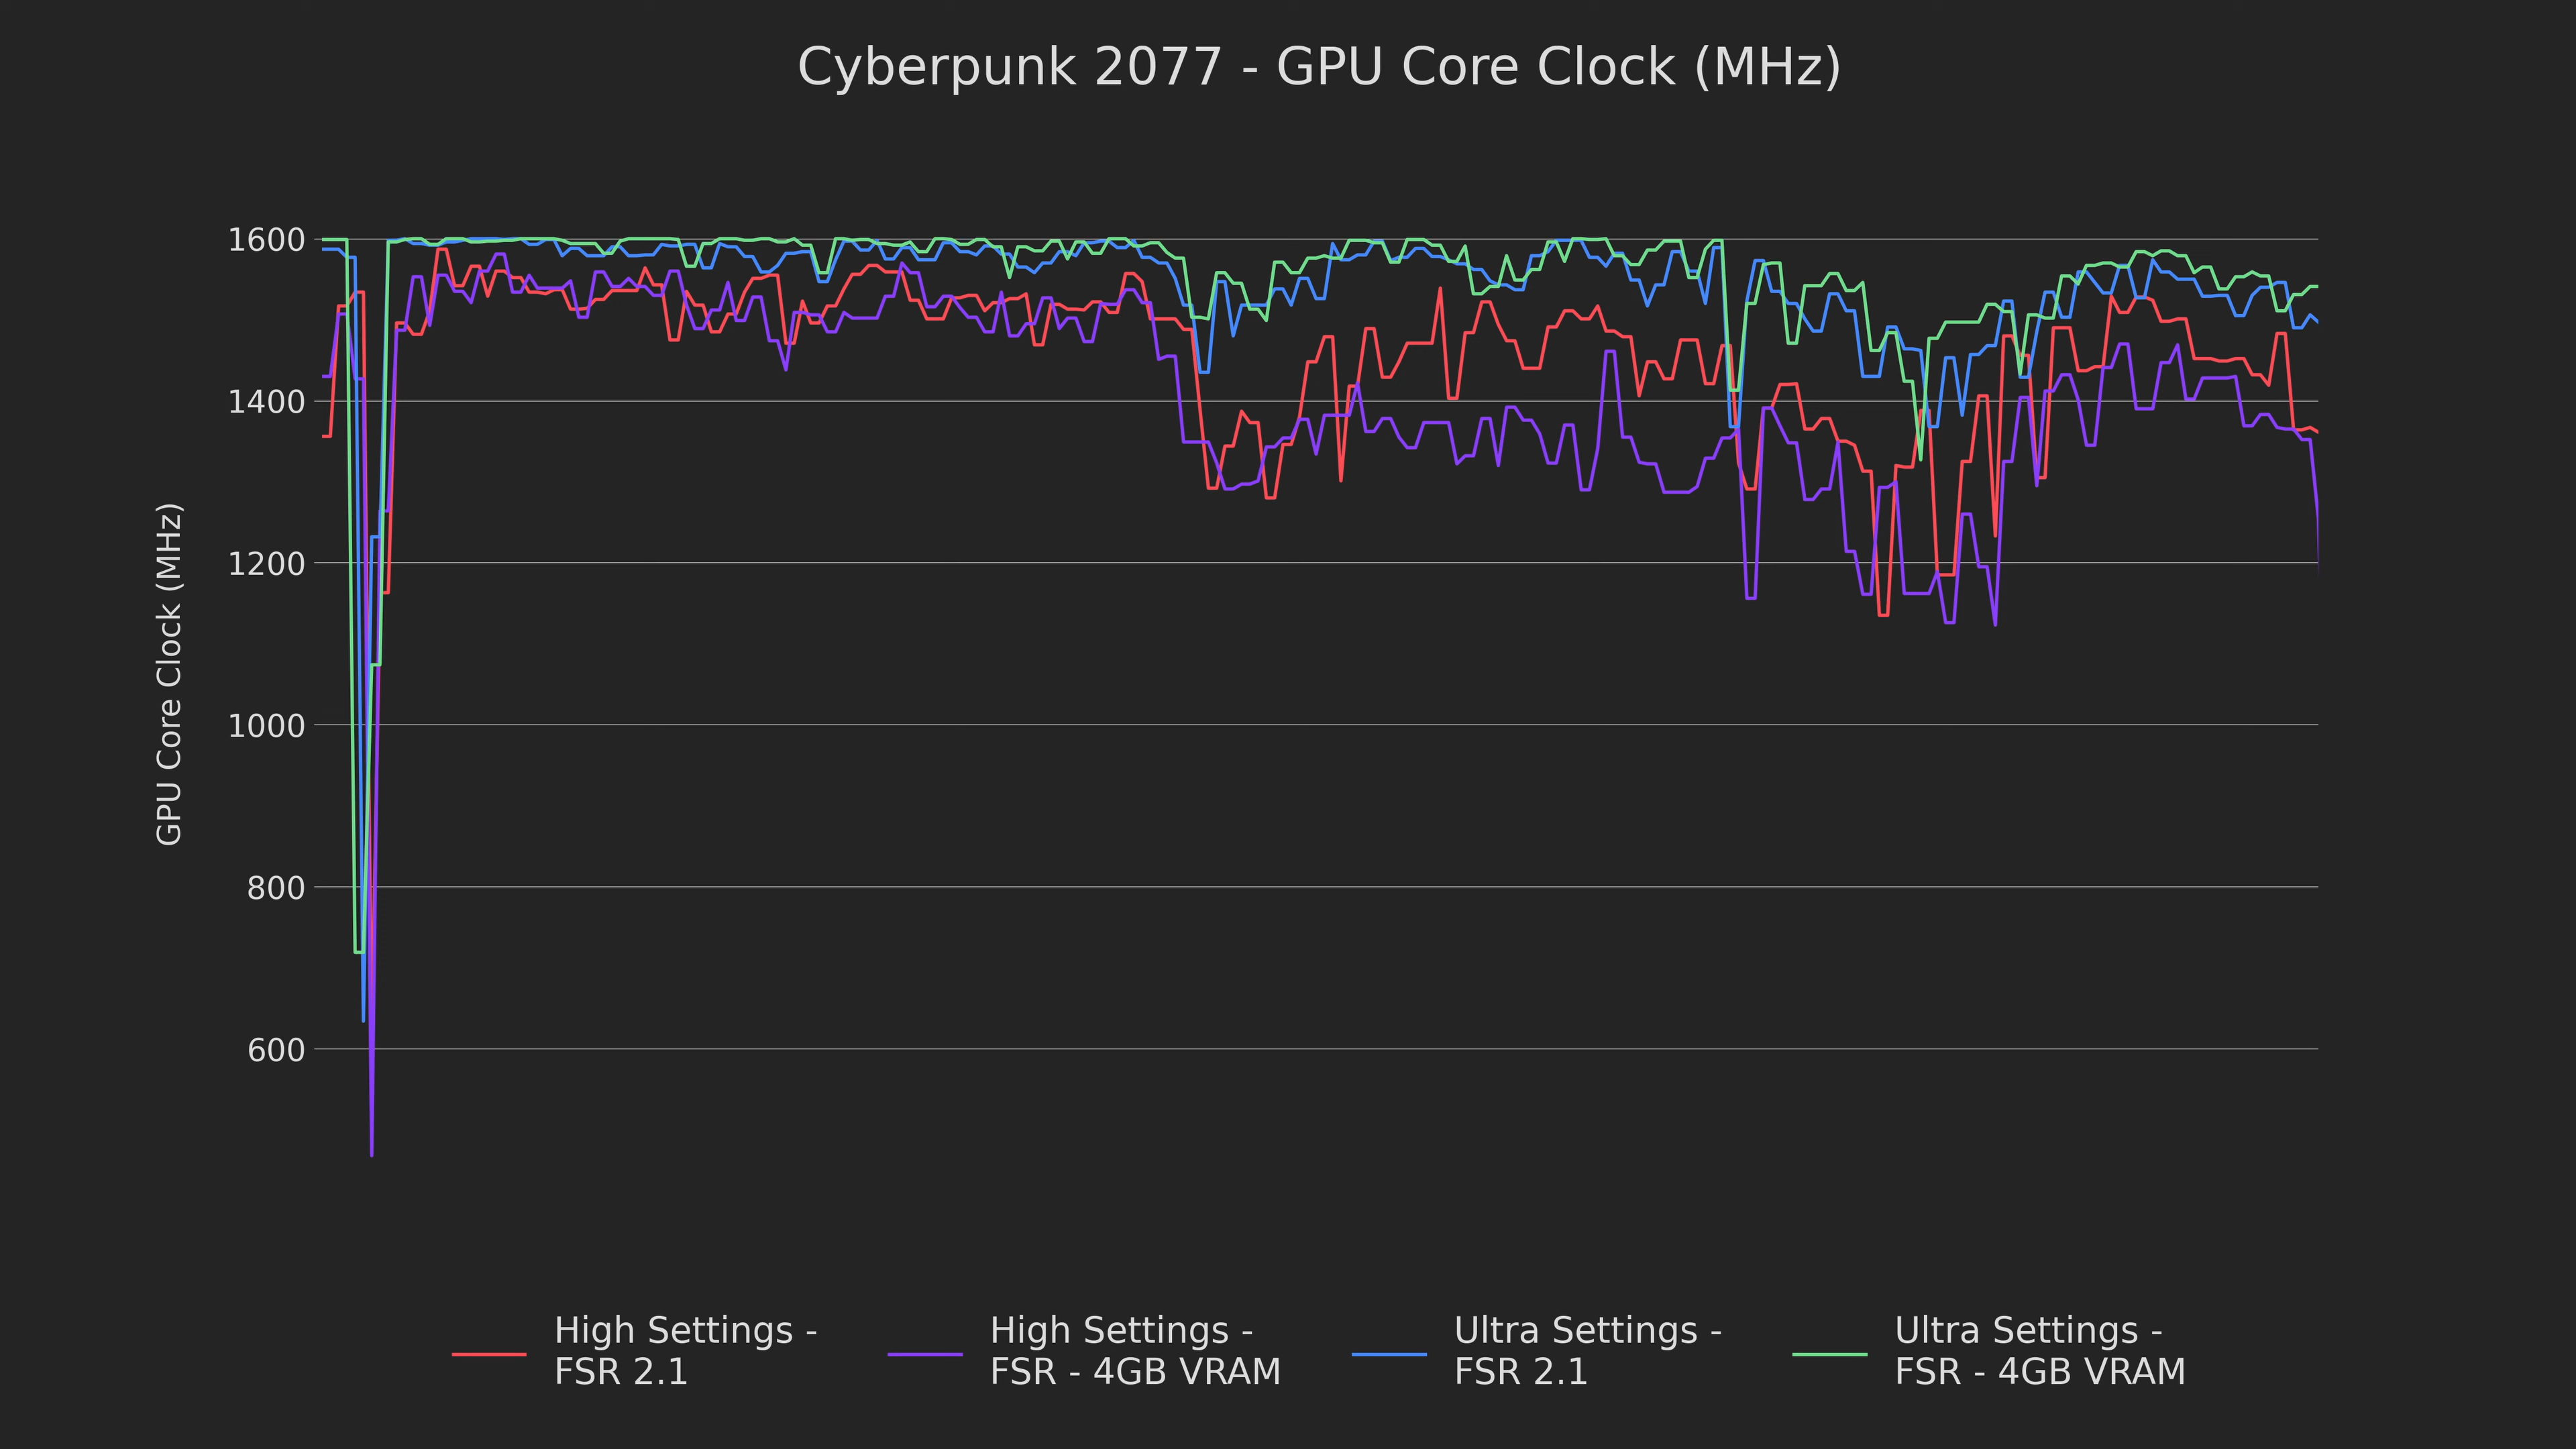 Cyberpunk 2077 - GPU Core Clock (MHz)
GPU Core Clock (MHz)
1600
1400
1200
1000
800
600
High Settings -
FSR 2.1
High Settings -
FSR - 4GB VRAM
Ultra Settings -
FSR 2.1
Ultra Settings -
FSR - 4GB VRAM